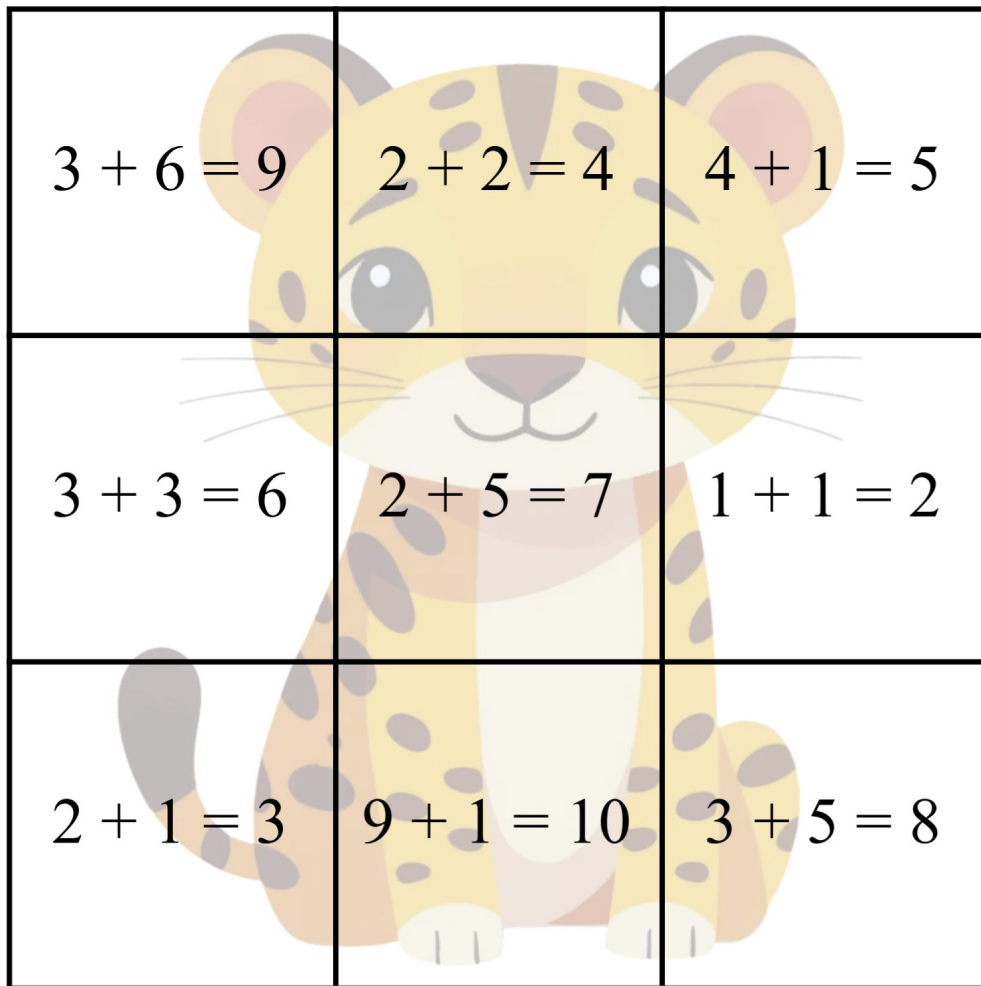 3 + 6 = 9
2 + 2 = 4
4 + 1 = 5
3 + 3 = 6
2 + 5 = 7
1 + 1 = 2
2 + 1 = 3
9 + 1 = 10
3 + 5 = 8